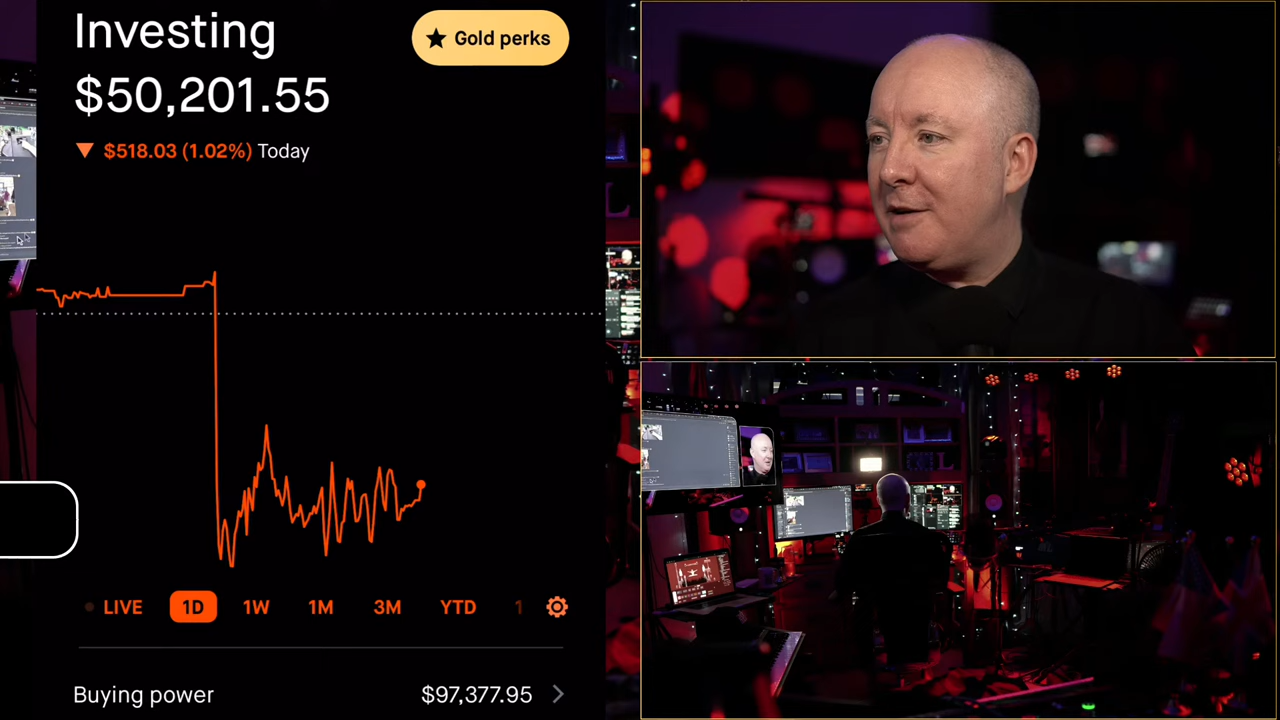 Investing
Gold perks
$50,201.55
$518.03 (1.02%) Today
LIVE 1D 1W 1M 3M YTD 1
Buying power $97,377.95